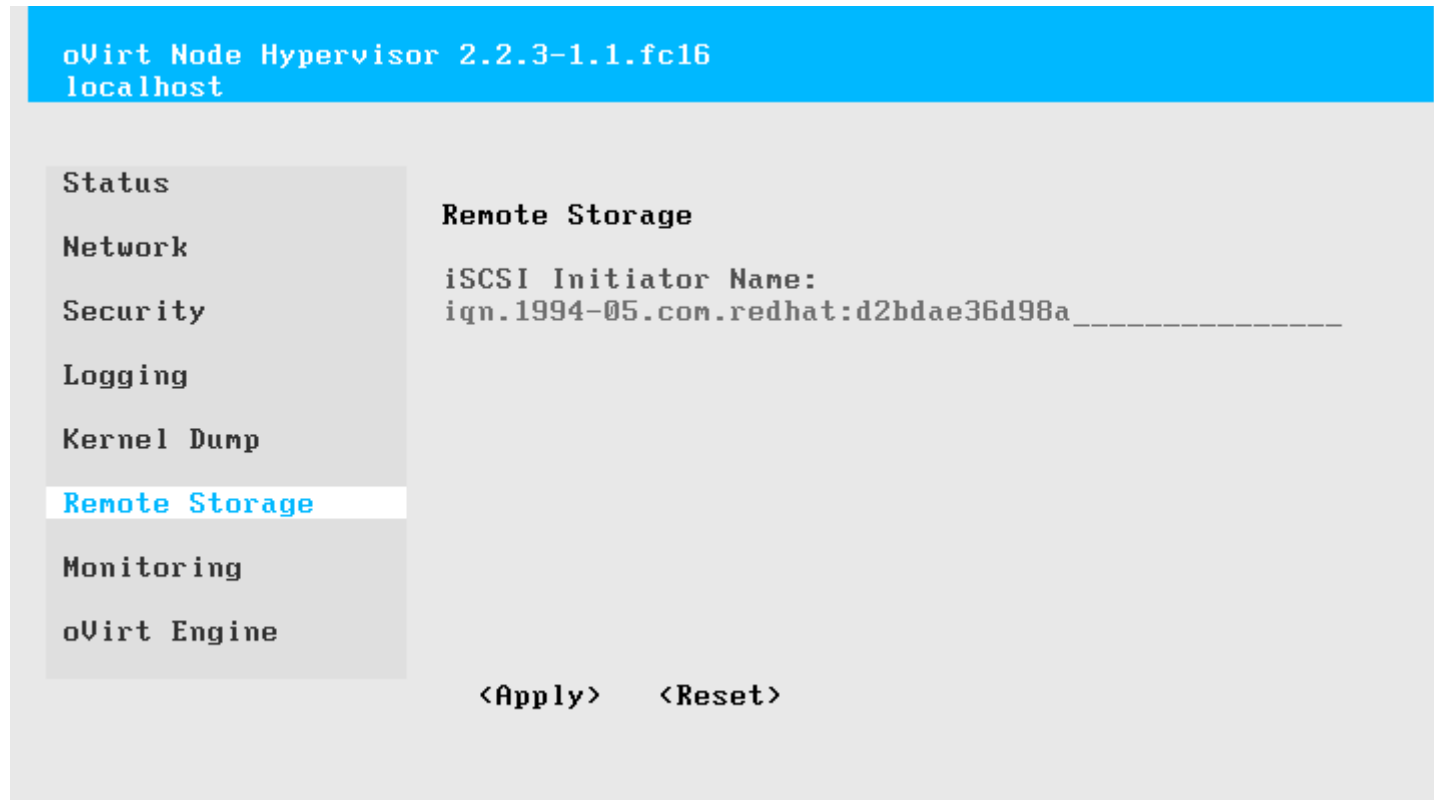 oVirt Node Hypervisor 2.2.3-1.1.fc16
localhost
Status
Network
Security
Logging
Kernel Dump
Remote Storage
Monitoring
oVirt Engine
Remote Storage
iSCSI Initiator Name:
iqn.1994-05.com.redhat:d2bdae36d98a_______________
<Apply> <Reset>